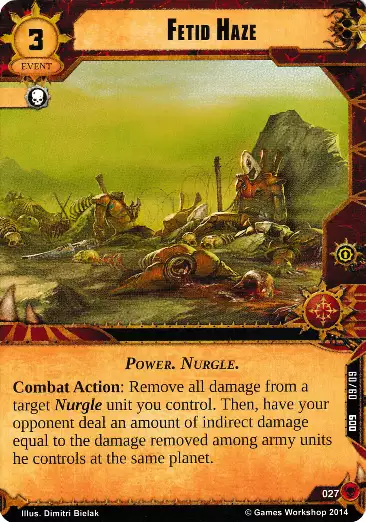 FETID HAZE
3
EVENT
POWER. NURGLE.
Combat Action: Remove all damage from a
target Nurgle unit you control. Then, have your
opponent deal an amount of indirect damage
equal to the damage removed among army units
he controls at the same planet.
60/60
027
Illus. Dimitri Bielak
© Games Workshop 2014